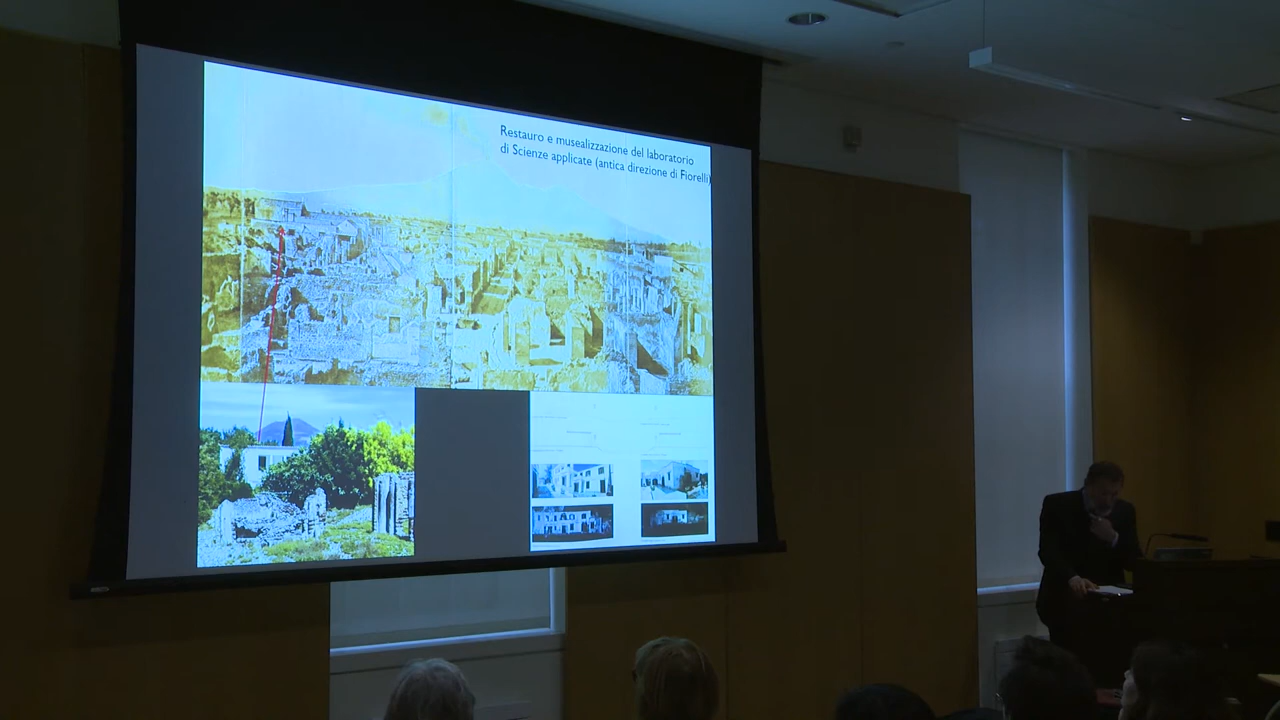 Restauro e musealizzazione del laboratorio
di Scienze applicate (antica direzione di Fiorelli)